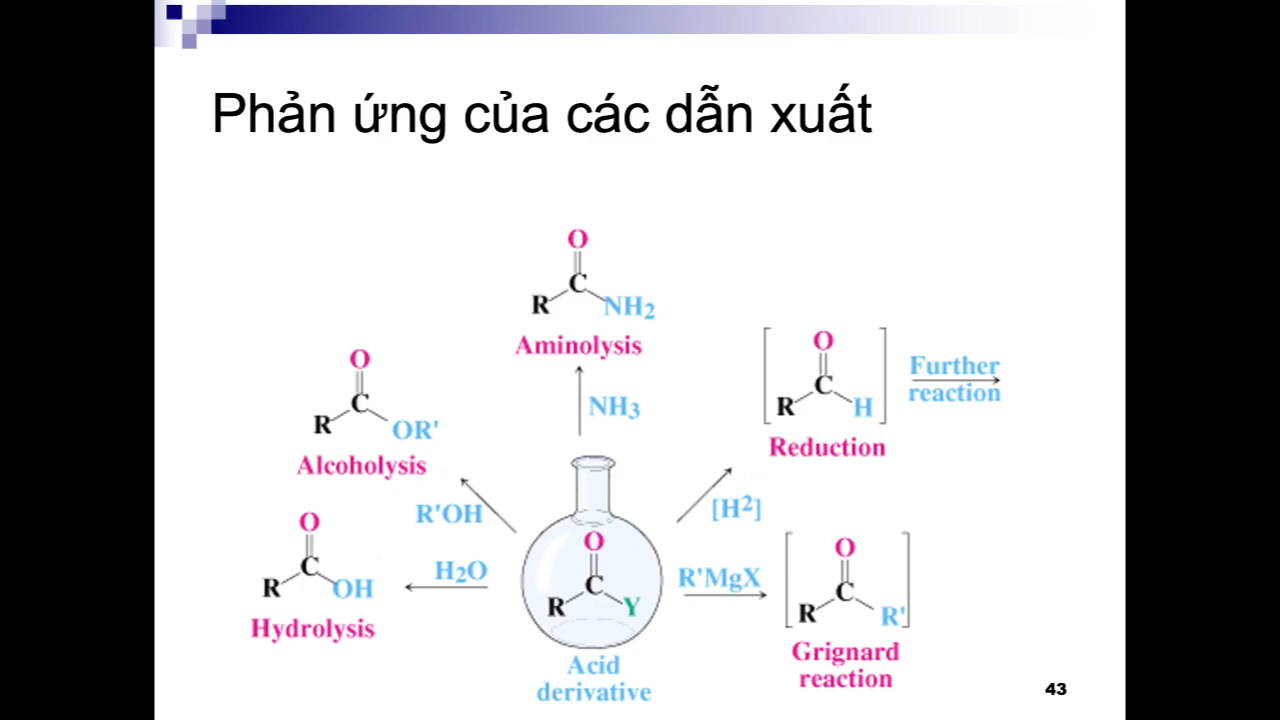 Phản ứng của các dẫn xuất
O
C
R NH2
Aminolysis
NH3
O
C
R OR'
Alcoholysis
R'OH
O
C
R H
Reduction
Further
reaction
[H2]
O
C
R OH
Hydrolysis
H2O
O
C
R Y
Acid
derivative
R'MgX
O
C
R R'
Grignard
reaction
43